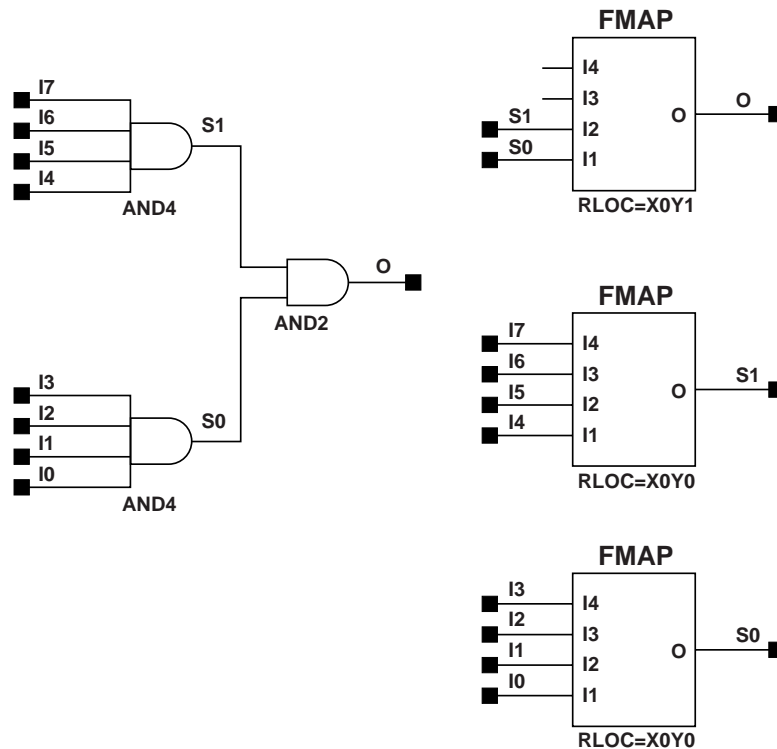 I7
I6
I5
I4
S1
AND4
O
AND2
I3
I2
I1
I0
S0
AND4
FMAP
I4
I3
S1 I2
S0 I1
O O
RLOC=X0Y1
FMAP
I7 I4
I6 I3
I5 I2
I4 I1
O S1
RLOC=X0Y0
FMAP
I3 I4
I2 I3
I1 I2
I0 I1
O S0
RLOC=X0Y0